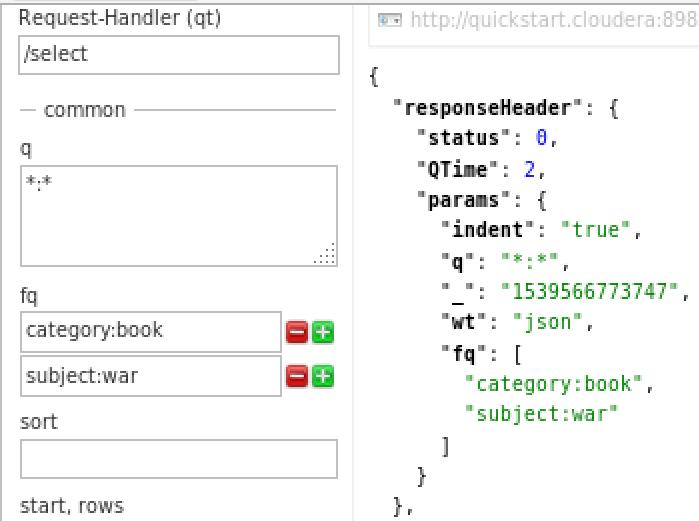 Request-Handler (qt)
/select
common
q
*:*
fq
category:book
subject:war
sort
start, rows
http://quickstart.cloudera:898
{
"responseHeader": {
"status": 0,
"QTime": 2,
"params": {
"indent": "true",
"q": "*:*",
"_": "1539566773747",
"wt": "json",
"fq": [
"category:book",
"subject:war"
]
}
},